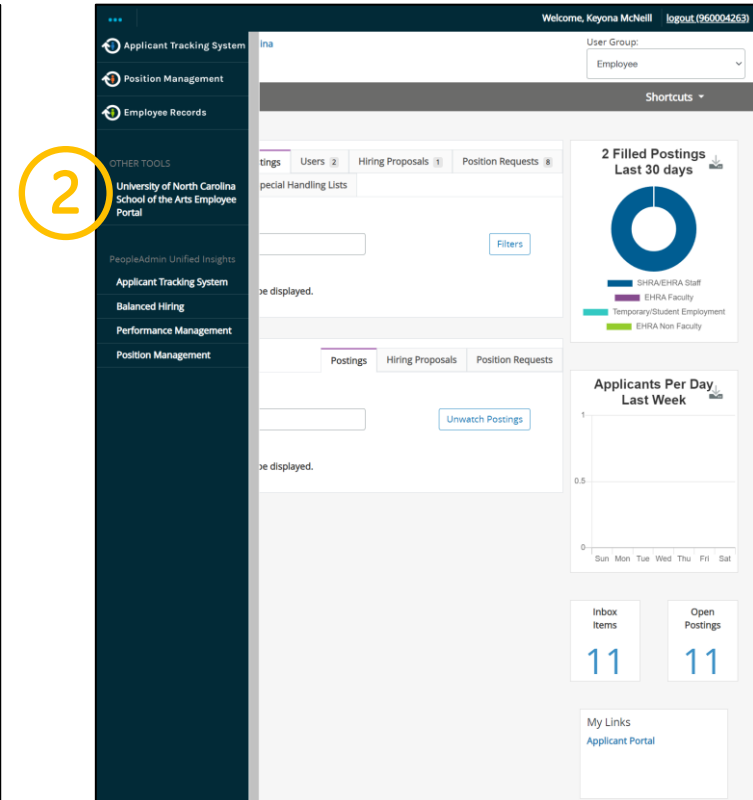 •••
Welcome, Keyona McNeill logout (960004263)
Applicant Tracking System
Position Management
Employee Records
OTHER TOOLS
2
University of North Carolina
School of the Arts Employee
Portal
PeopleAdmin Unified Insights
Applicant Tracking System
Balanced Hiring
Performance Management
Position Management
ina
User Group:
Employee
Shortcuts
tings Users 2 Hiring Proposals 1 Position Requests 8
pecial Handling Lists
Filters
be displayed.
Postings Hiring Proposals Position Requests
Unwatch Postings
be displayed.
2 Filled Postings
Last 30 days
SHRA/EHRA Staff
EHRA Faculty
Temporary/Student Employment
EHRA Non Faculty
Applicants Per Day
Last Week
1
0.5
0
Sun Mon Tue Wed Thu Fri Sat
Inbox
Items
11
Open
Postings
11
My Links
Applicant Portal